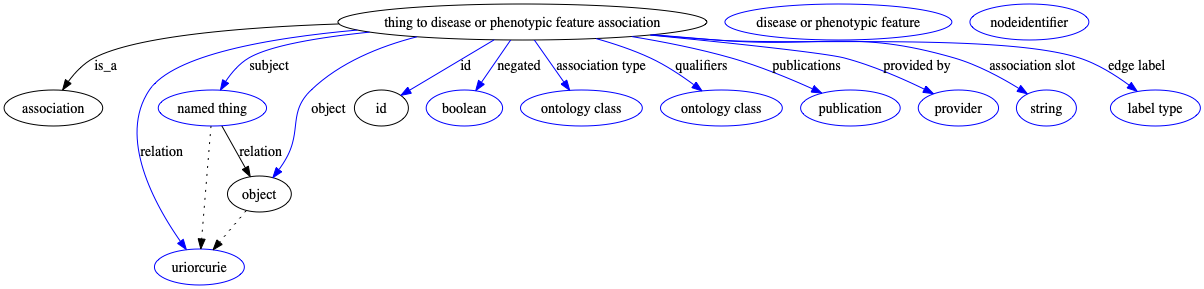 thing to disease or phenotypic feature association
disease or phenotypic feature
nodeidentifier
is_a
subject
id
negated
association type
qualifiers
publications
provided by
association slot
edge label
association
named thing
object
id
boolean
ontology class
ontology class
publication
provider
string
label type
relation
relation
object
uriorcurie